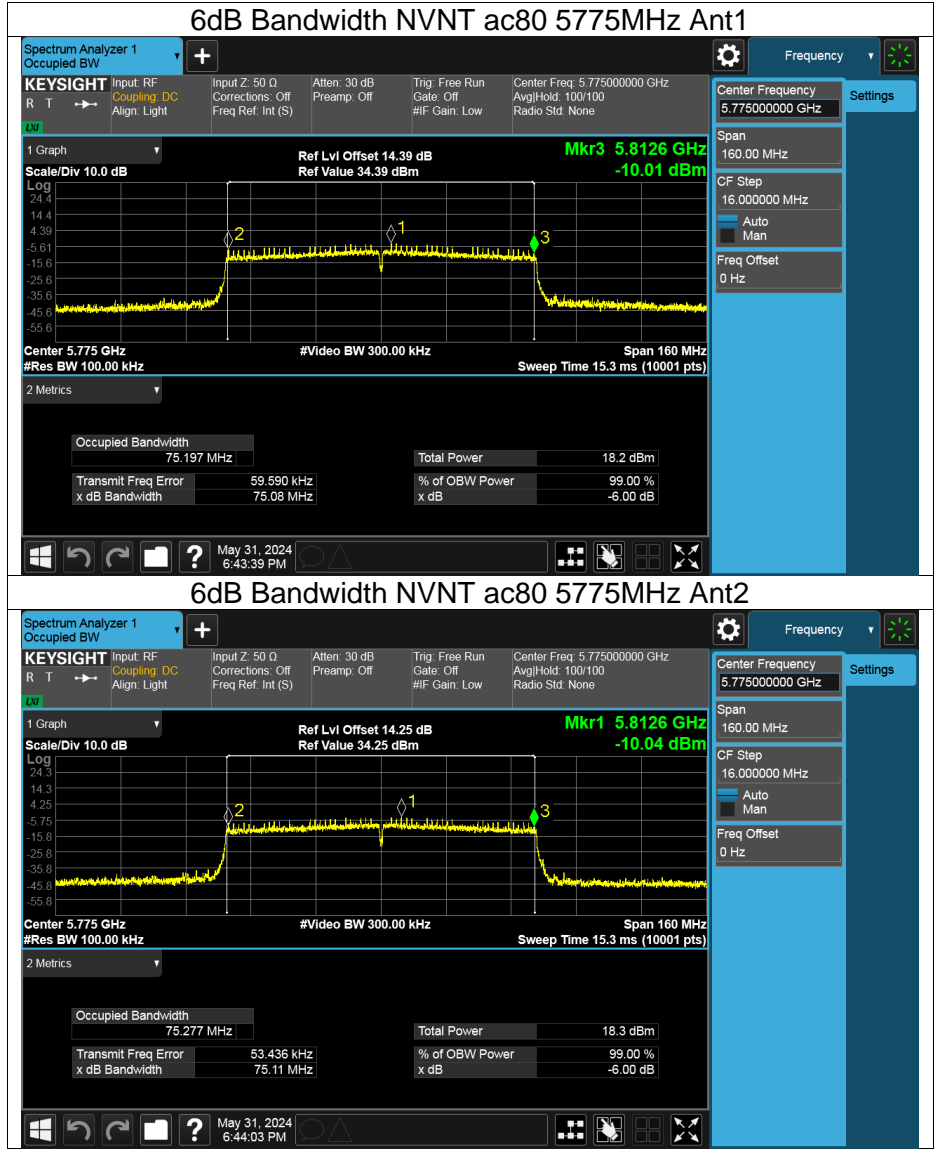 6dB Bandwidth NVNT ac80 5775MHz Ant1
Spectrum Analyzer 1
Occupied BW
+
Frequency
KEYSIGHT
R T
LXI
Input: RF
Coupling: DC
Align: Light
Input Z: 50 Ω
Corrections: Off
Freq Ref: Int (S)
Atten: 30 dB
Preamp: Off
Trig: Free Run
Gate: Off
#IF Gain: Low
Center Freq: 5.775000000 GHz
Avg|Hold: 100/100
Radio Std: None
Center Frequency
5.775000000 GHz
Settings
Span
160.00 MHz
CF Step
16.000000 MHz
Auto
Man
Freq Offset
0 Hz
1 Graph
Scale/Div 10.0 dB
Ref Lvl Offset 14.39 dB
Ref Value 34.39 dBm
Mkr3 5.8126 GHz
-10.01 dBm
Log
24.4
14.4
4.39
-5.61
-15.6
-25.6
-35.6
-45.6
-55.6
2
1
3
Center 5.775 GHz
#Video BW 300.00 kHz
Span 160 MHz
#Res BW 100.00 kHz
Sweep Time 15.3 ms (10001 pts)
2 Metrics
Occupied Bandwidth
75.197 MHz
Total Power 18.2 dBm
Transmit Freq Error 59.590 kHz
% of OBW Power 99.00 %
x dB Bandwidth 75.08 MHz
x dB -6.00 dB
?
May 31, 2024
6:43:39 PM
6dB Bandwidth NVNT ac80 5775MHz Ant2
Spectrum Analyzer 1
Occupied BW
+
Frequency
KEYSIGHT
R T
LXI
Input: RF
Coupling: DC
Align: Light
Input Z: 50 Ω
Corrections: Off
Freq Ref: Int (S)
Atten: 30 dB
Preamp: Off
Trig: Free Run
Gate: Off
#IF Gain: Low
Center Freq: 5.775000000 GHz
Avg|Hold: 100/100
Radio Std: None
Center Frequency
5.775000000 GHz
Settings
Span
160.00 MHz
CF Step
16.000000 MHz
Auto
Man
Freq Offset
0 Hz
1 Graph
Scale/Div 10.0 dB
Ref Lvl Offset 14.25 dB
Ref Value 34.25 dBm
Mkr1 5.8126 GHz
-10.04 dBm
Log
24.3
14.3
4.25
-5.75
-15.8
-25.8
-35.8
-45.8
-55.8
2
1
3
Center 5.775 GHz
#Video BW 300.00 kHz
Span 160 MHz
#Res BW 100.00 kHz
Sweep Time 15.3 ms (10001 pts)
2 Metrics
Occupied Bandwidth
75.277 MHz
Total Power 18.3 dBm
Transmit Freq Error 53.436 kHz
% of OBW Power 99.00 %
x dB Bandwidth 75.11 MHz
x dB -6.00 dB
?
May 31, 2024
6:44:03 PM